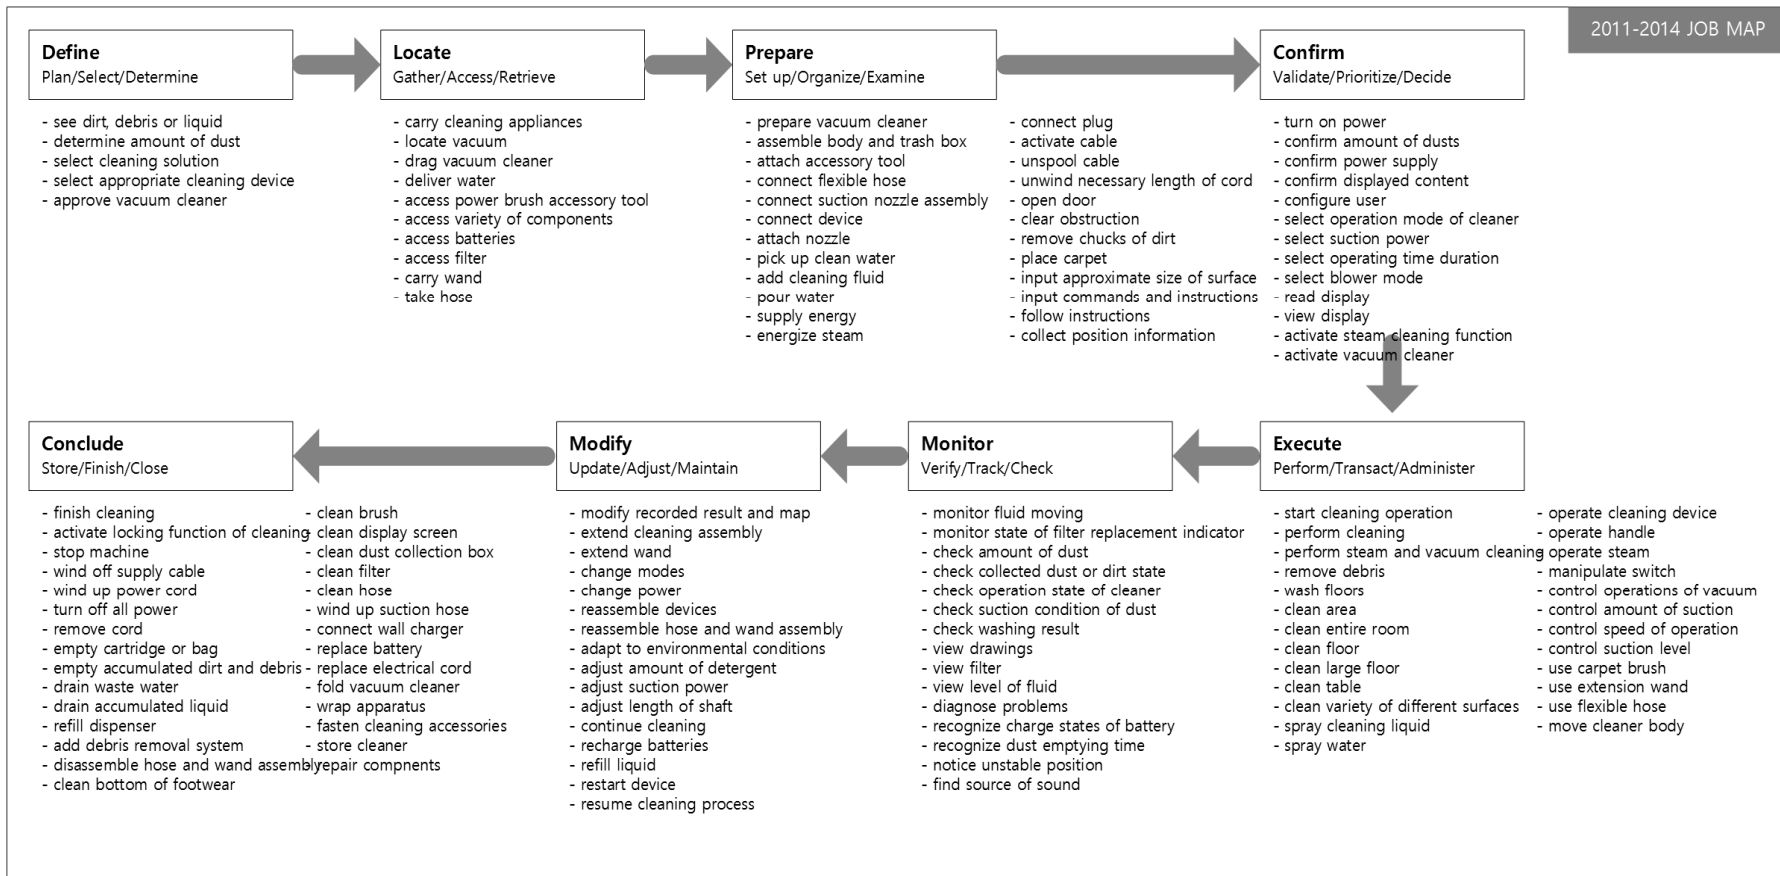 2011-2014 JOB MAP
Define
Plan/Select/Determine
- see dirt, debris or liquid
- determine amount of dust
- select cleaning solution
- select appropriate cleaning device
- approve vacuum cleaner
Locate
Gather/Access/Retrieve
- carry cleaning appliances
- locate vacuum
- drag vacuum cleaner
- deliver water
- access power brush accessory tool
- access variety of components
- access batteries
- access filter
- carry wand
- take hose
Prepare
Set up/Organize/Examine
- prepare vacuum cleaner
- assemble body and trash box
- attach accessory tool
- connect flexible hose
- connect suction nozzle assembly
- connect device
- attach nozzle
- pick up clean water
- add cleaning fluid
- pour water
- supply energy
- energize steam
- connect plug
- activate cable
- unspool cable
- unwind necessary length of cord
- open door
- clear obstruction
- remove chucks of dirt
- place carpet
- input approximate size of surface
- input commands and instructions
- follow instructions
- collect position information
Confirm
Validate/Prioritize/Decide
- turn on power
- confirm amount of dusts
- confirm power supply
- confirm displayed content
- configure user
- select operation mode of cleaner
- select suction power
- select operating time duration
- select blower mode
- read display
- view display
- activate steam cleaning function
- activate vacuum cleaner
Conclude
Store/Finish/Close
- finish cleaning
- activate locking function of cleaning
- stop machine
- wind off supply cable
- wind up power cord
- turn off all power
- remove cord
- empty cartridge or bag
- empty accumulated dirt and debris
- drain waste water
- drain accumulated liquid
- refill dispenser
- add debris removal system
- disassemble hose and wand assembly
- clean bottom of footwear
- clean brush
- clean display screen
- clean dust collection box
- clean filter
- clean hose
- wind up suction hose
- connect wall charger
- replace battery
- replace electrical cord
- fold vacuum cleaner
- wrap apparatus
- fasten cleaning accessories
- store cleaner
- repair compnents
Modify
Update/Adjust/Maintain
- modify recorded result and map
- extend cleaning assembly
- extend wand
- change modes
- change power
- reassemble devices
- reassemble hose and wand assembly
- adapt to environmental conditions
- adjust amount of detergent
- adjust suction power
- adjust length of shaft
- continue cleaning
- recharge batteries
- refill liquid
- restart device
- resume cleaning process
Monitor
Verify/Track/Check
- monitor fluid moving
- monitor state of filter replacement indicator
- check amount of dust
- check collected dust or dirt state
- check operation state of cleaner
- check suction condition of dust
- check washing result
- view drawings
- view filter
- view level of fluid
- diagnose problems
- recognize charge states of battery
- recognize dust emptying time
- notice unstable position
- find source of sound
Execute
Perform/Transact/Administer
- start cleaning operation
- perform cleaning
- perform steam and vacuum cleaning
- remove debris
- wash floors
- clean area
- clean entire room
- clean floor
- clean large floor
- clean table
- clean variety of different surfaces
- spray cleaning liquid
- spray water
- operate cleaning device
- operate handle
- operate steam
- manipulate switch
- control operations of vacuum
- control amount of suction
- control speed of operation
- control suction level
- use carpet brush
- use extension wand
- use flexible hose
- move cleaner body